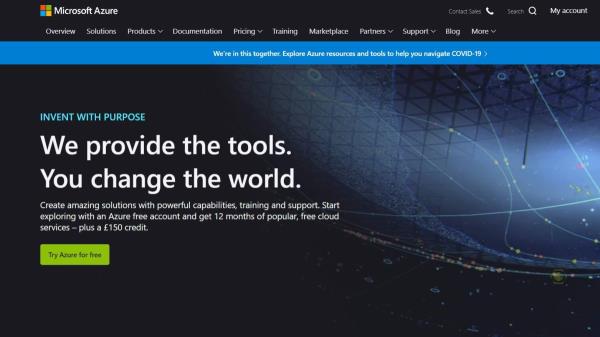 Microsoft Azure
Contact Sales
Search
My account
Overview Solutions Products Documentation Pricing Training Marketplace Partners Support Blog More
We're in this together. Explore Azure resources and tools to help you navigate COVID-19
INVENT WITH PURPOSE
We provide the tools.
You change the world.
Create amazing solutions with powerful capabilities, training and support. Start
exploring with an Azure free account and get 12 months of popular, free cloud
services – plus a £150 credit.
Try Azure for free